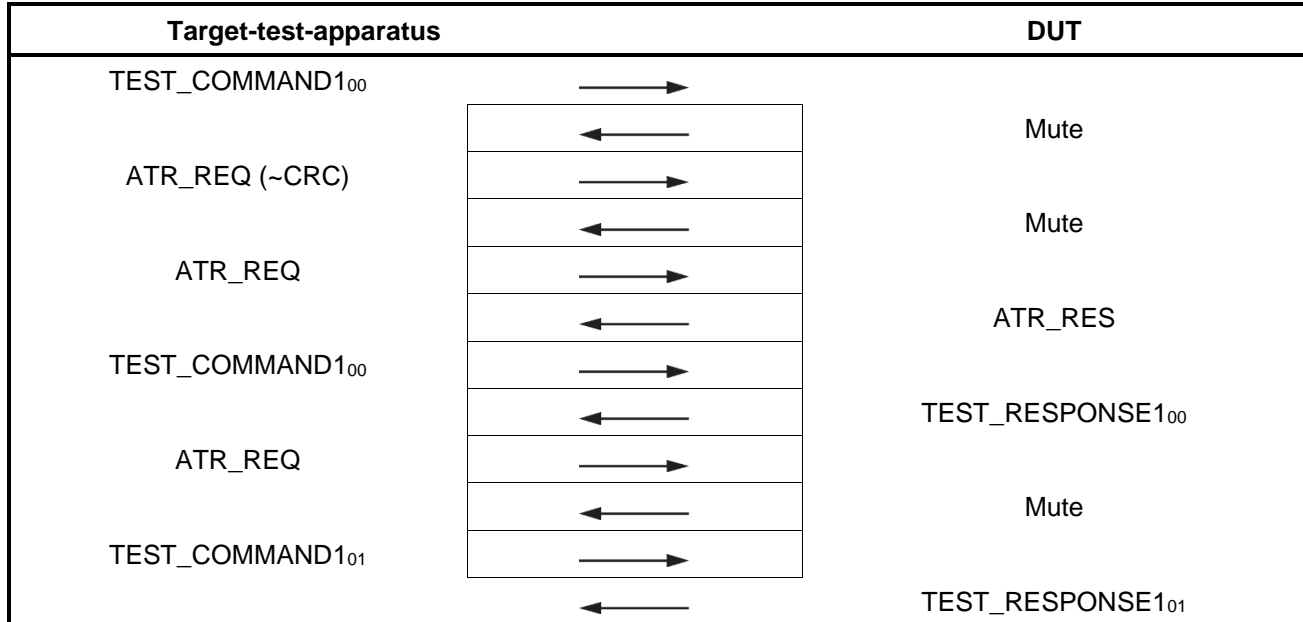 Target-test-apparatus DUT
TEST_COMMAND1₀₀
Mute
ATR_REQ (~CRC)
Mute
ATR_REQ
ATR_RES
TEST_COMMAND1₀₀
TEST_RESPONSE1₀₀
ATR_REQ
Mute
TEST_COMMAND1₀₁
TEST_RESPONSE1₀₁